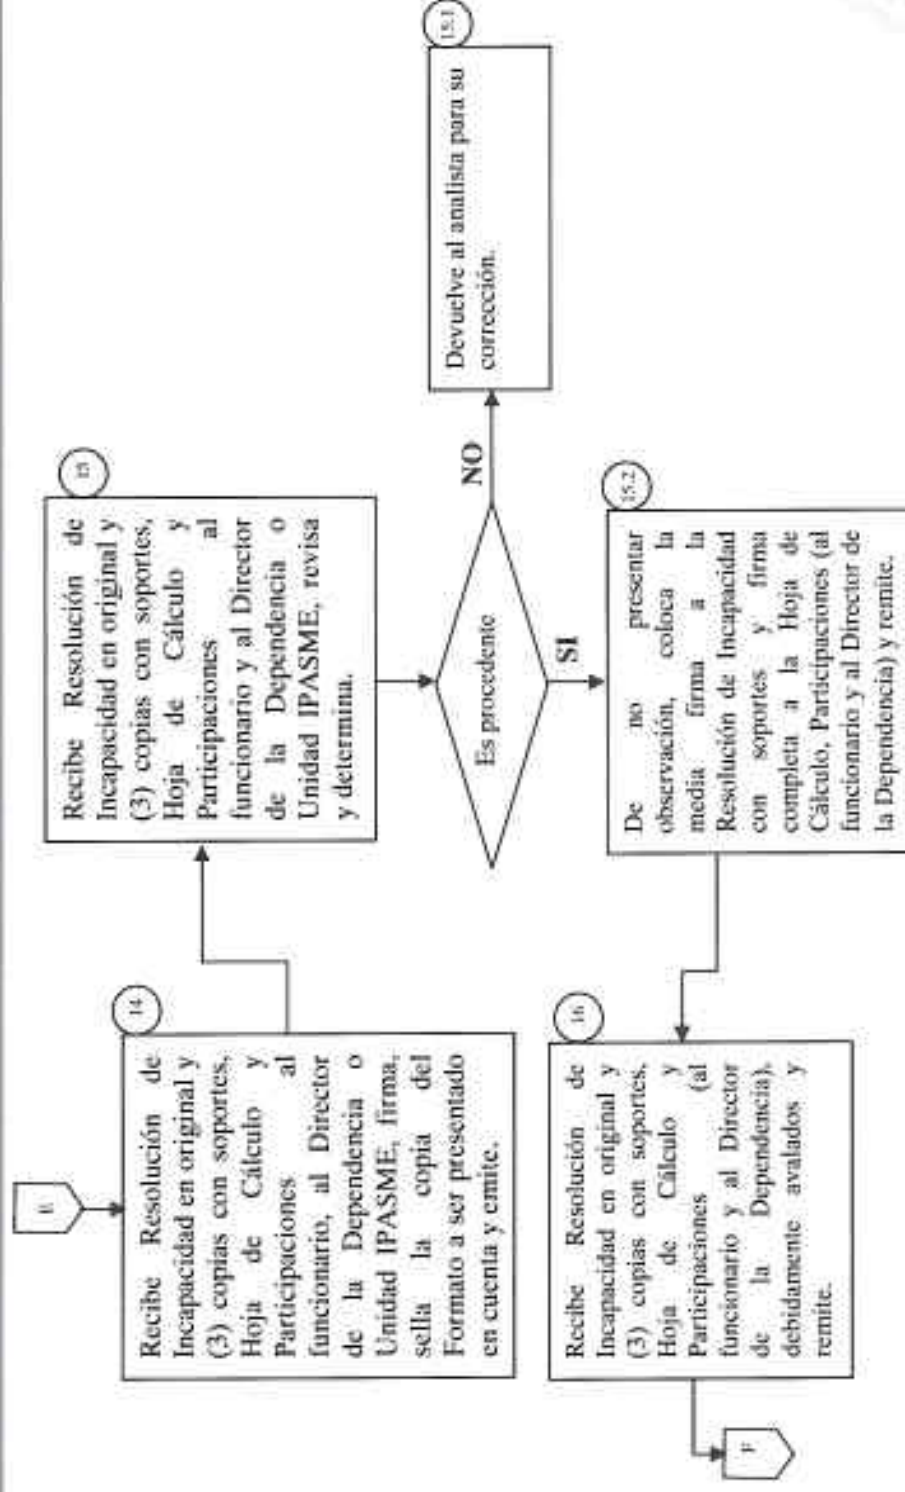 E
14
Recibe Resolución de
Incapacidad en original y
(3) copias con soportes,
Hoja de Cálculo y
Participaciones al
funcionario, al Director
de la Dependencia o
Unidad IPASME, firma,
sella la copia del
Formato a ser presentado
en cuenta y emite.
15
Recibe Resolución de
Incapacidad en original y
(3) copias con soportes,
Hoja de Cálculo y
Participaciones al
funcionario y al Director
de la Dependencia o
Unidad IPASME, revisa
y determina.
Es procedente
NO
15.1
Devuelve al analista para su
corrección.
SI
15.2
De no presentar
observación, coloca la
media firma a la
Resolución de Incapacidad
con soportes y firma
completa a la Hoja de
Cálculo, Participaciones (al
funcionario y al Director de
la Dependencia) y remite.
16
Recibe Resolución de
Incapacidad en original y
(3) copias con soportes,
Hoja de Cálculo y
Participaciones (al
funcionario y al Director
de la Dependencia),
debidamente avalados y
remite.
F